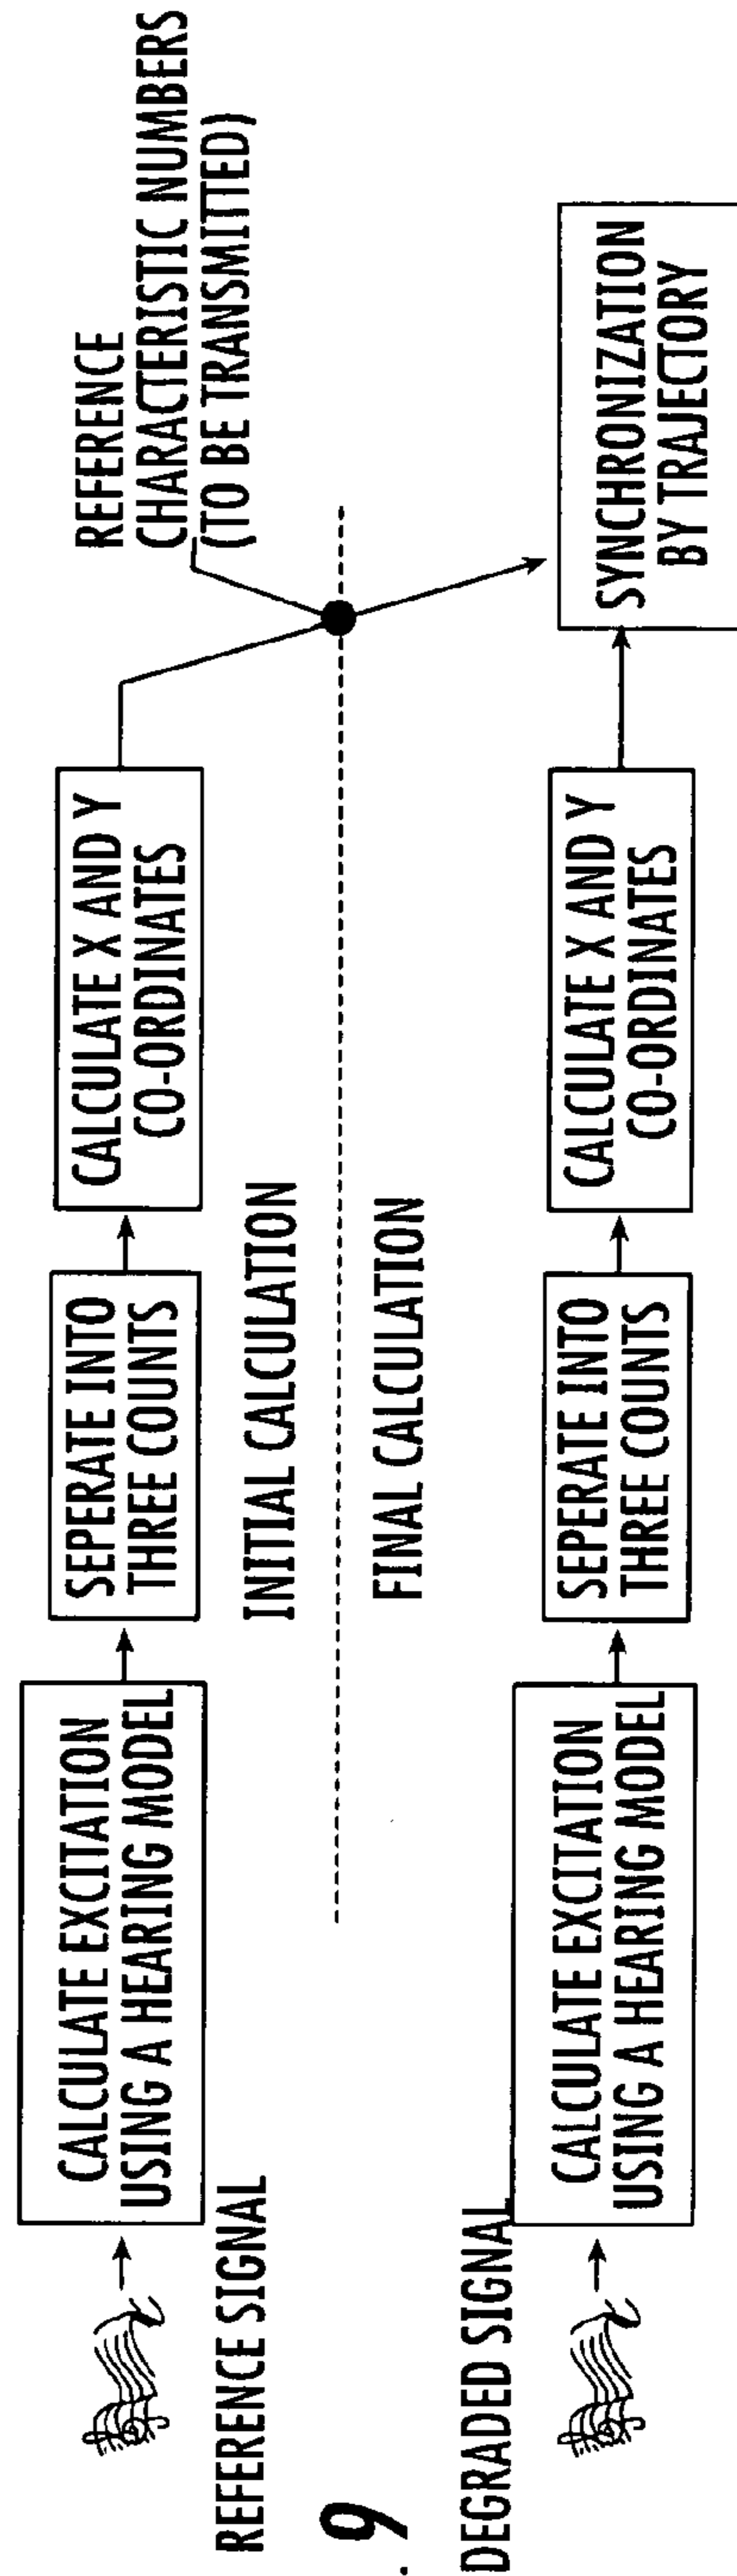 REFERENCE SIGNAL
CALCULATE EXCITATION
USING A HEARING MODEL
SEPERATE INTO
THREE COUNTS
CALCULATE X AND Y
CO-ORDINATES
REFERENCE
CHARACTERISTIC NUMBERS
(TO BE TRANSMITTED)
INITIAL CALCULATION
FINAL CALCULATION
. 9
DEGRADED SIGNAL
CALCULATE EXCITATION
USING A HEARING MODEL
SEPERATE INTO
THREE COUNTS
CALCULATE X AND Y
CO-ORDINATES
SYNCHRONIZATION
BY TRAJECTORY